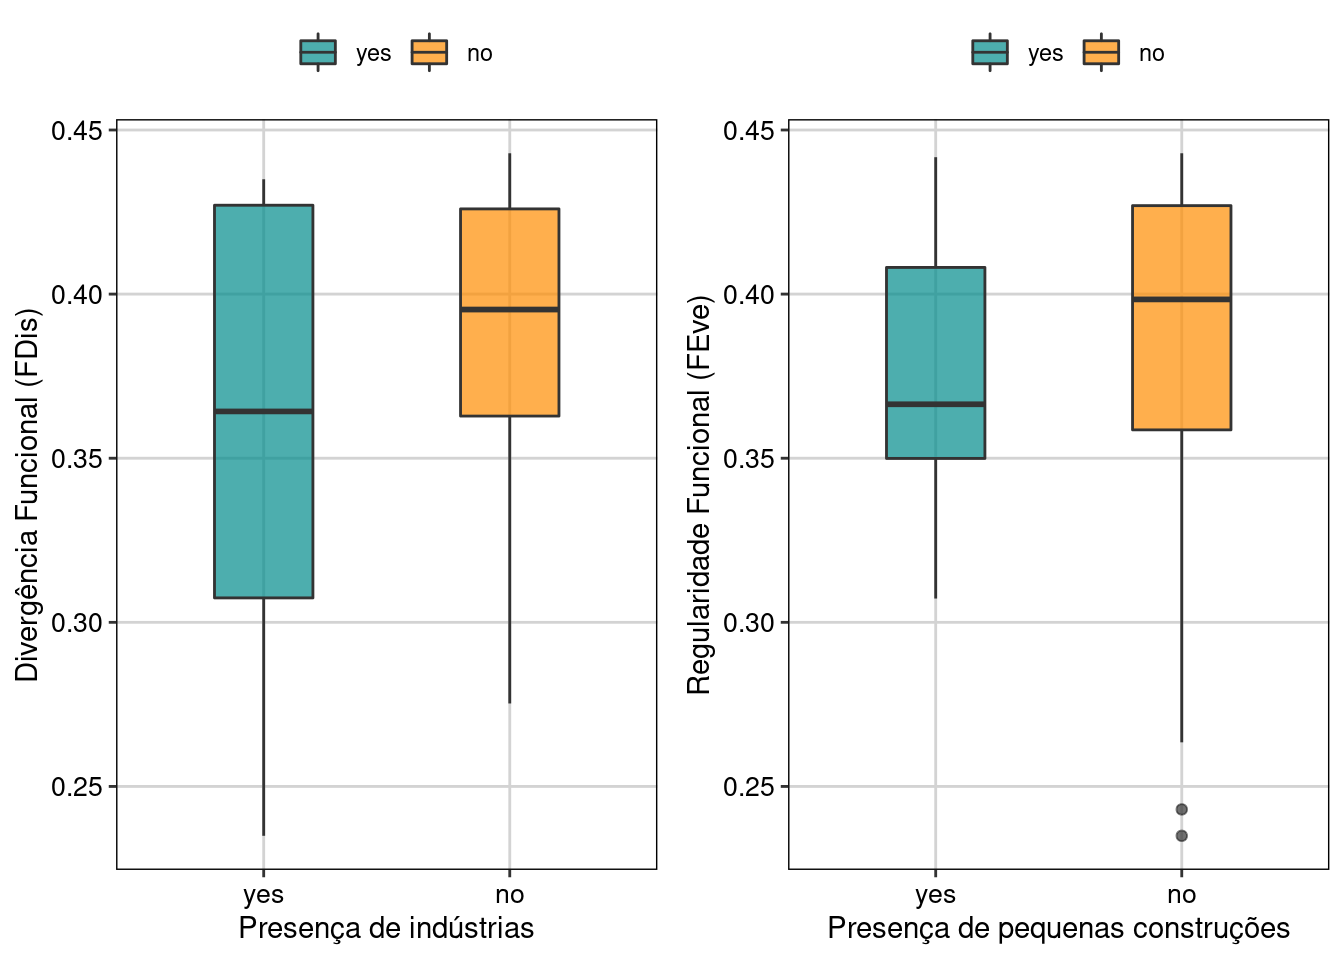 yes no
0.45
0.40
0.35
0.30
0.25
Divergência Funcional (FDis)
yes no
Presença de indústrias
yes no
0.45
0.40
0.35
0.30
0.25
Regularidade Funcional (FEve)
yes no
Presença de pequenas construções